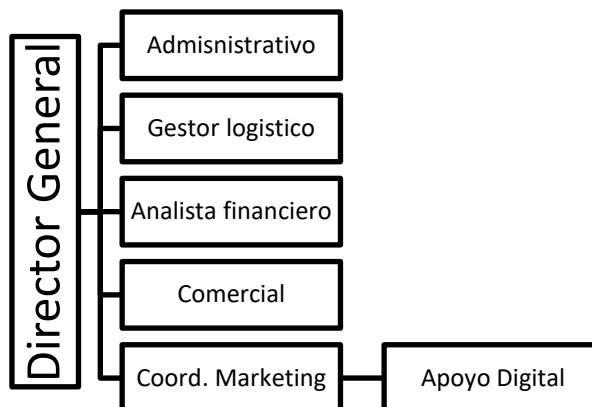 Director General
Admisnistrativo
Gestor logistico
Analista financiero
Comercial
Coord. Marketing
Apoyo Digital